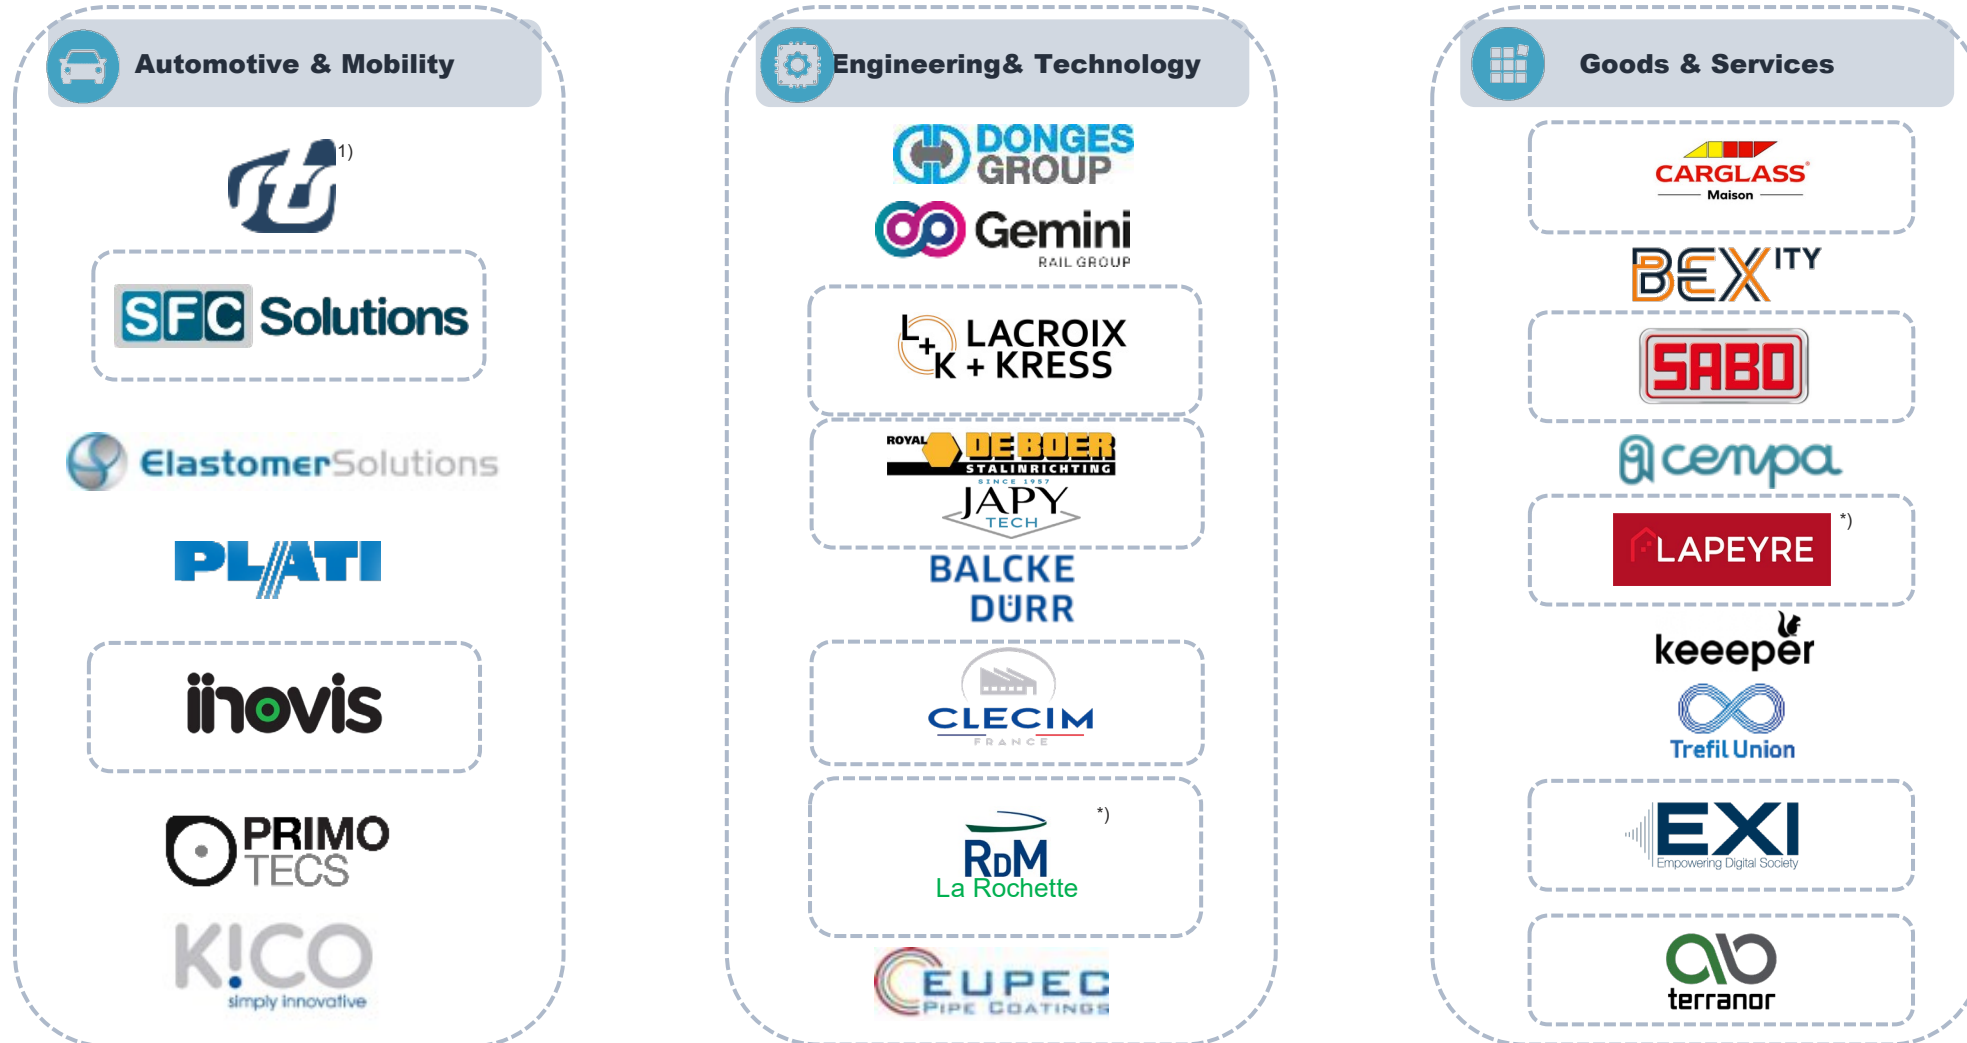 Automotive & Mobility
1)
SFC Solutions
ElastomerSolutions
PLATI
iinovis
PRIMO
TECS
K!CO
simply innovative
Engineering& Technology
DONGES
GROUP
Gemini
RAIL GROUP
L+K
LACROIX
+ KRESS
ROYAL
DE BOER
STALINRICHTING
SINCE 1957
JAPY
TECH
BALCKE
DÜRR
CLECIM
FRANCE
*)
RDM
La Rochette
EUPEC
PIPE COATINGS
Goods & Services
CARGLASS®
Maison
BEXITY
SABO
cenpa
LAPEYRE
*)
keeeper
Trefil Union
EXI
Empowering Digital Society
terranor